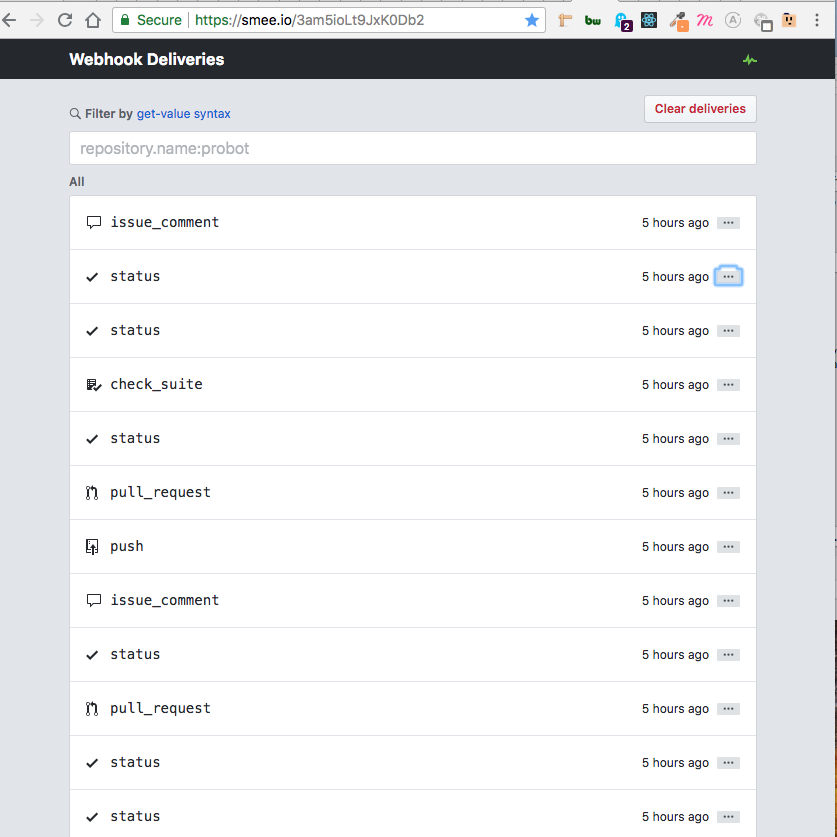 Secure https://smee.io/3am5ioLt9JxK0Db2
bw 2 m A
Webhook Deliveries
Filter by get-value syntax
Clear deliveries
repository.name:probot
All
issue_comment 5 hours ago ...
status 5 hours ago ...
status 5 hours ago ...
check_suite 5 hours ago ...
status 5 hours ago ...
pull_request 5 hours ago ...
push 5 hours ago ...
issue_comment 5 hours ago ...
status 5 hours ago ...
pull_request 5 hours ago ...
status 5 hours ago ...
status 5 hours ago ...